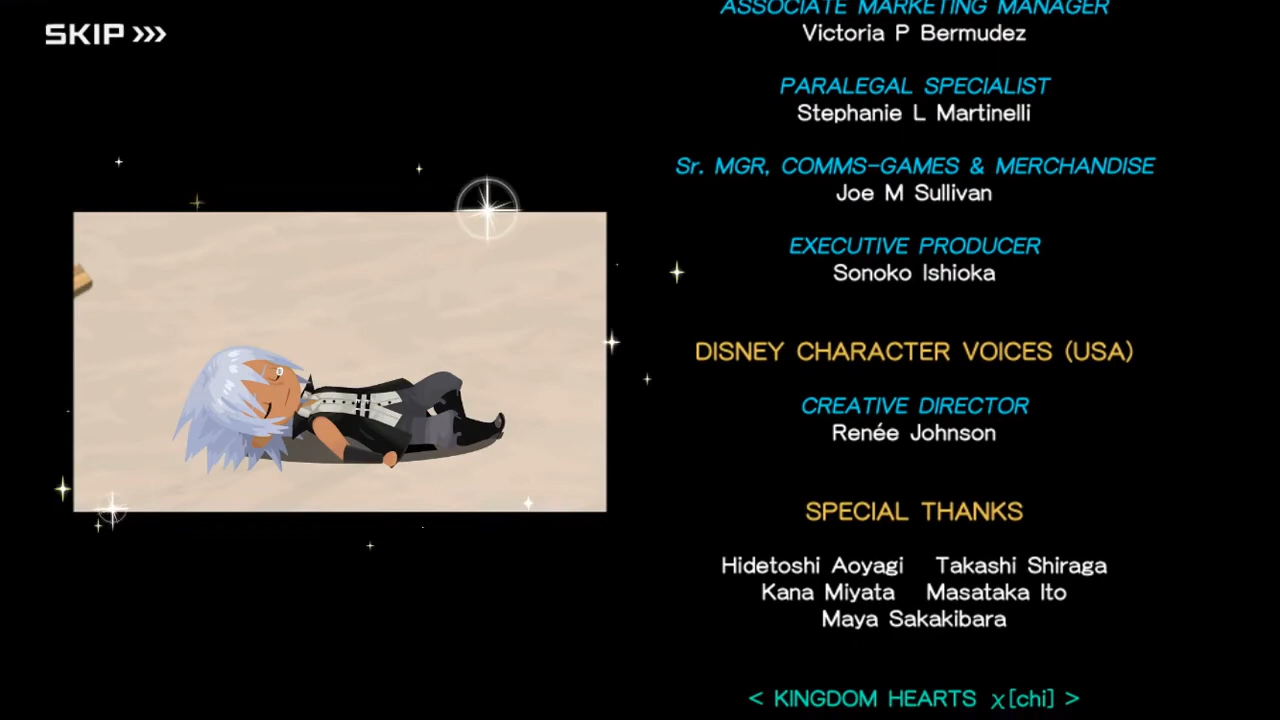 SKIP >>>
ASSOCIATE MARKETING MANAGER
Victoria P Bermudez
PARALEGAL SPECIALIST
Stephanie L Martinelli
Sr. MGR, COMMS-GAMES & MERCHANDISE
Joe M Sullivan
EXECUTIVE PRODUCER
Sonoko Ishioka
DISNEY CHARACTER VOICES (USA)
CREATIVE DIRECTOR
Renée Johnson
SPECIAL THANKS
Hidetoshi Aoyagi Takashi Shiraga
Kana Miyata Masataka Ito
Maya Sakakibara
< KINGDOM HEARTS χ[chi] >